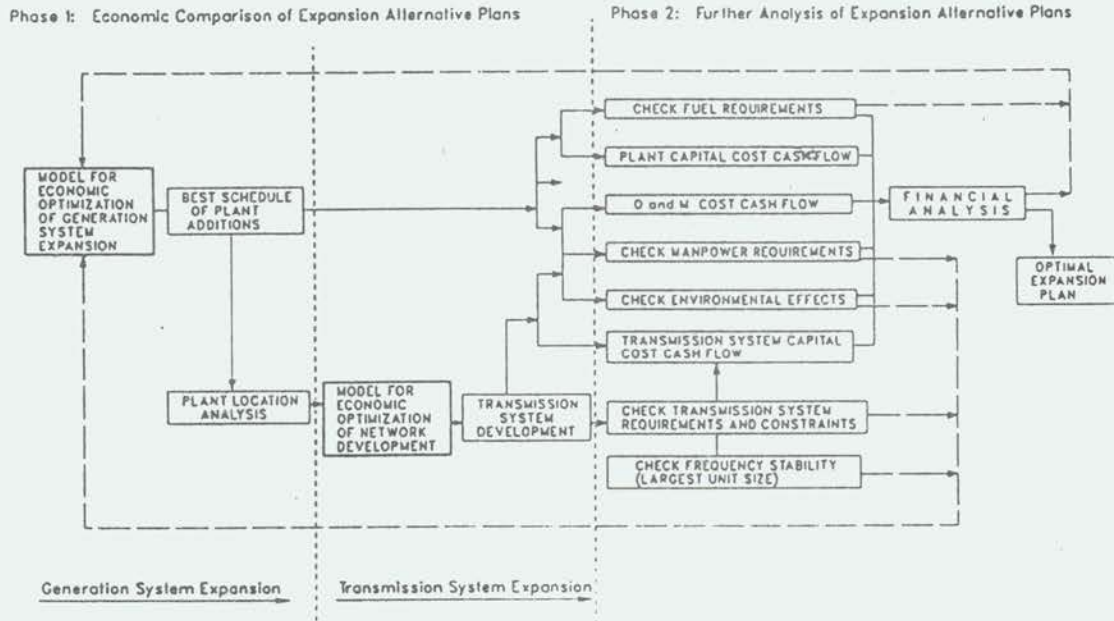 Phase 1: Economic Comparison of Expansion Alternative Plans
Phase 2: Further Analysis of Expansion Alternative Plans
MODEL FOR
ECONOMIC
OPTIMIZATION
OF GENERATION
SYSTEM
EXPANSION
BEST SCHEDULE
OF PLANT
ADDITIONS
PLANT LOCATION
ANALYSIS
MODEL FOR
ECONOMIC
OPTIMIZATION
OF NETWORK
DEVELOPMENT
TRANSMISSION
SYSTEM
DEVELOPMENT
CHECK FUEL REQUIREMENTS
PLANT CAPITAL COST CASH FLOW
O and M COST CASH FLOW
CHECK MANPOWER REQUIREMENTS
CHECK ENVIRONMENTAL EFFECTS
TRANSMISSION SYSTEM CAPITAL
COST CASH FLOW
CHECK TRANSMISSION SYSTEM
REQUIREMENTS AND CONSTRAINTS
CHECK FREQUENCY STABILITY
(LARGEST UNIT SIZE)
FINANCIAL
ANALYSIS
OPTIMAL
EXPANSION
PLAN
Generation System Expansion
Transmission System Expansion